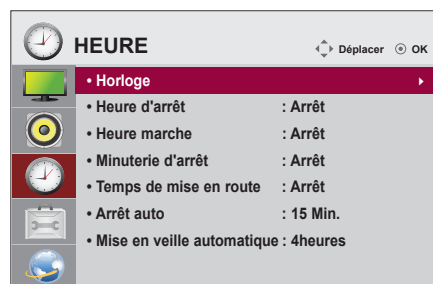 HEURE
Déplacer OK
• Horloge
• Heure d'arrêt : Arrêt
• Heure marche : Arrêt
• Minuterie d'arrêt : Arrêt
• Temps de mise en route : Arrêt
• Arrêt auto : 15 Min.
• Mise en veille automatique : 4heures